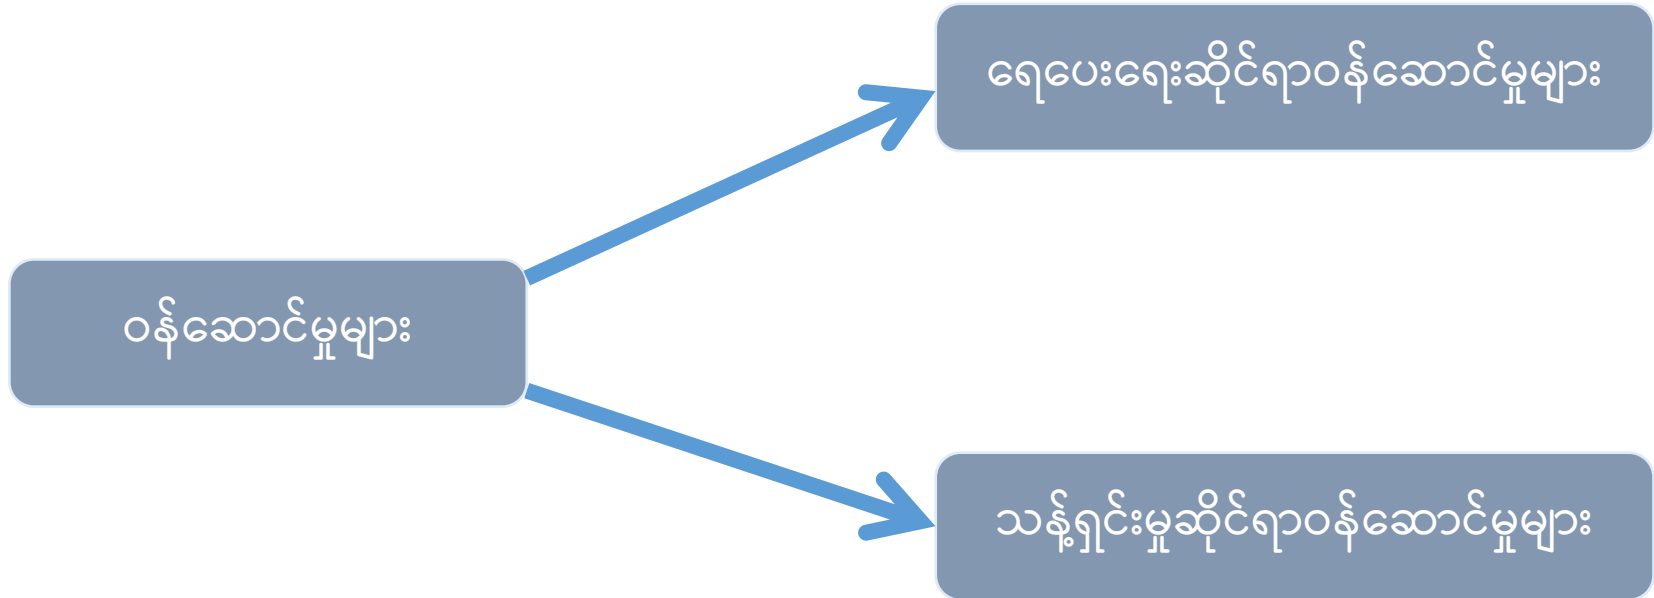 ရေပေးရေးဆိုင်ရာဝန်ဆောင်မှုများ
ဝန်ဆောင်မှုများ
သန့်ရှင်းမှုဆိုင်ရာဝန်ဆောင်မှုများ